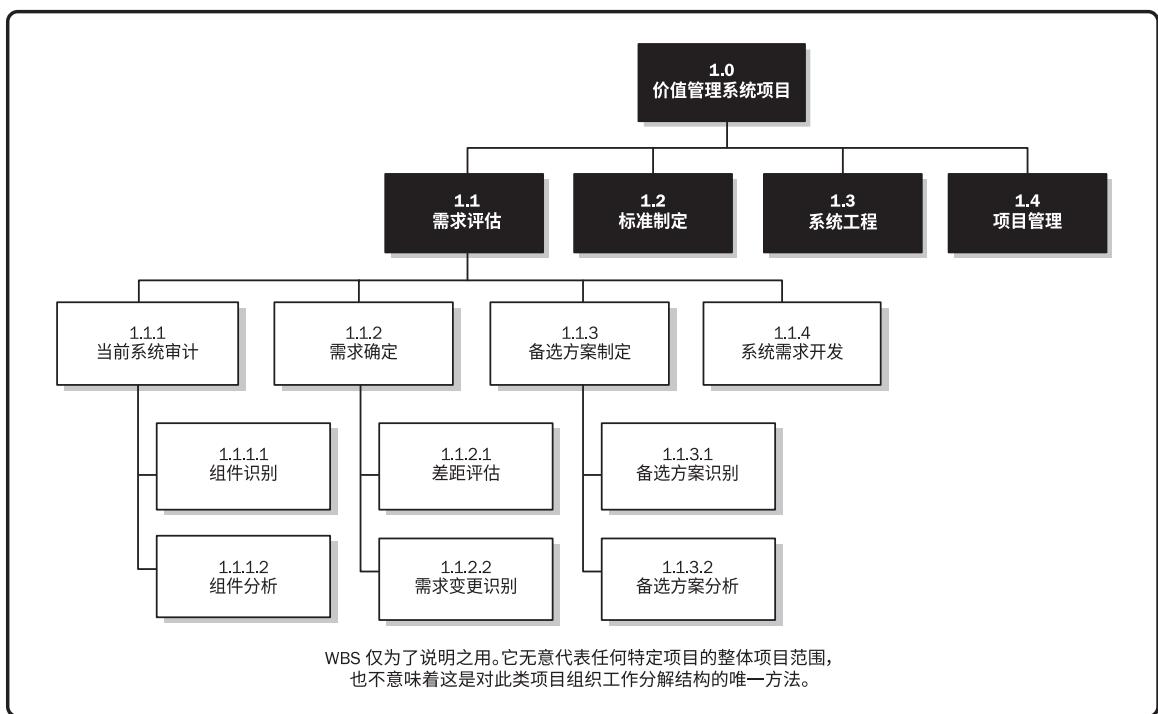 1.0
价值管理系统项目
1.1
需求评估
1.2
标准制定
1.3
系统工程
1.4
项目管理
1.1.1
当前系统审计
1.1.2
需求确定
1.1.3
备选方案制定
1.1.4
系统需求开发
1.1.1.1
组件识别
1.1.2.1
差距评估
1.1.3.1
备选方案识别
1.1.1.2
组件分析
1.1.2.2
需求变更识别
1.1.3.2
备选方案分析
WBS 仅为了说明之用。它无意代表任何特定项目的整体项目范围，
也不意味着这是对此类项目组织工作分解结构的唯一方法。